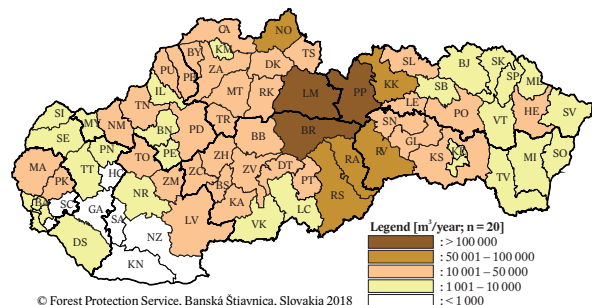 CA NO
BY KM TS
PU ZA DK SL BJ SK
PB SP ML
IL LM PP KK SB
MT RK LE HE SV
TN PO
SI NM BN TR SN VT
MY PD BB BR
SE PE RV GL
PN TO ZH RA KS KE MI SO
MA TT HC ZC ZV DT
PK ZM BS PT TV
NR KA RS
BA SC GA SA LV VK LC
DS NZ
KN
Legend [m³/year; n = 20]
: > 100 000
: 50 001 – 100 000
: 10 001 – 50 000
: 1 001 – 10 000
: < 1 000
© Forest Protection Service, Banská Štiavnica, Slovakia 2018